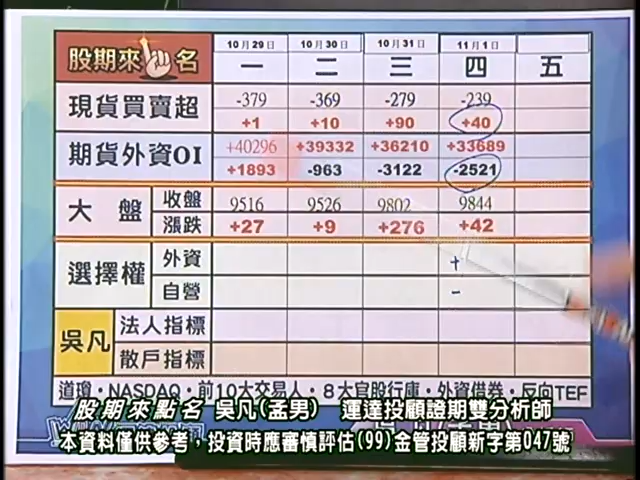 股期來 名 10月29日 10月30日 10月31日 11月1日
一 二 三 四 五
現貨買賣超 -379 -369 -279 -239
+1 +10 +90 +40
期貨外資OI +40296 +39332 +36210 +33689
+1893 -963 -3122 -2521
大盤 收盤 9516 9526 9802 9844
漲跌 +27 +9 +276 +42
選擇權 外資 +
自營 -
吳凡 法人指標
散戶指標
道瓊・NASDAQ・前10大交易人・8大官股行庫・外資借券・反向TEF
股期來點名 吳凡(孟男) 運達投顧證期雙分析師
本資料僅供參考，投資時應審慎評估(99)金管投顧新字第047號